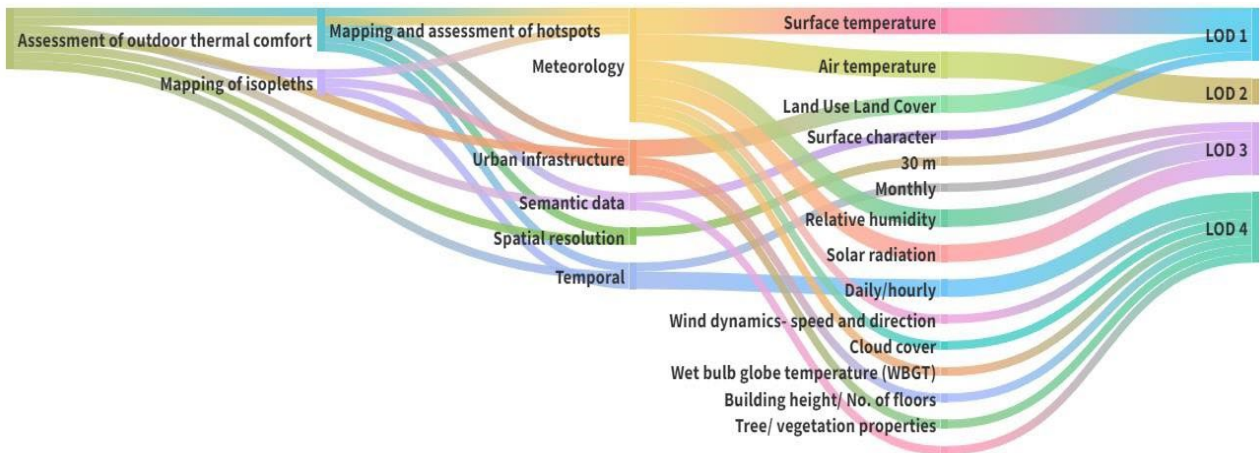 Assessment of outdoor thermal comfort
Mapping and assessment of hotspots
Mapping of isopleths
Meteorology
Urban infrastructure
Semantic data
Spatial resolution
Temporal
Surface temperature
Air temperature
Land Use Land Cover
Surface character
30 m
Monthly
Relative humidity
Solar radiation
Daily/hourly
Wind dynamics- speed and direction
Cloud cover
Wet bulb globe temperature (WBGT)
Building height/ No. of floors
Tree/ vegetation properties
LOD 1
LOD 2
LOD 3
LOD 4